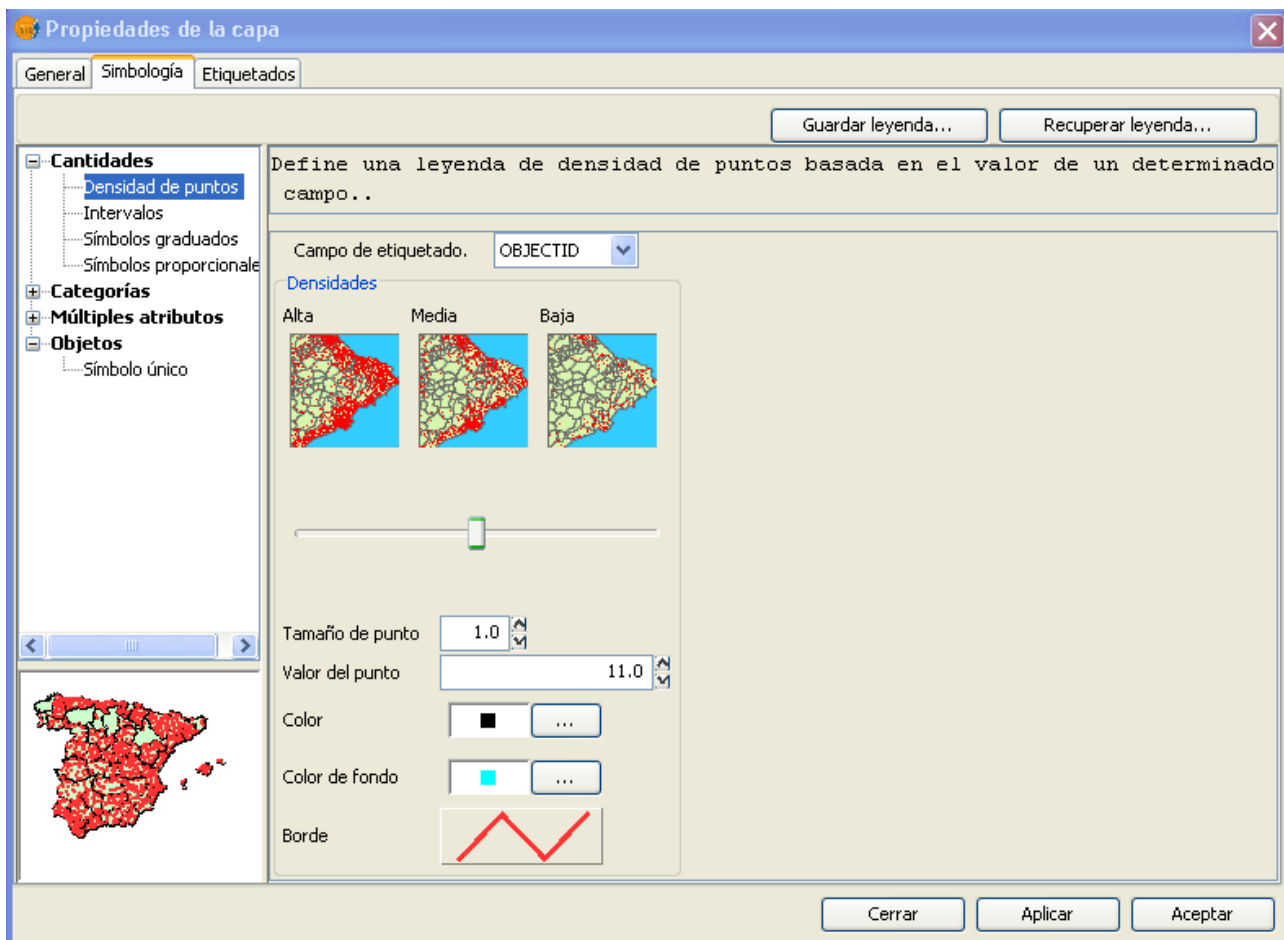 Propiedades de la capa
General Simbología Etiquetados
Guardar leyenda... Recuperar leyenda...
Cantidades
Densidad de puntos
Intervalos
Símbolos graduados
Símbolos proporcionale
Categorías
Múltiples atributos
Objetos
Símbolo único
Define una leyenda de densidad de puntos basada en el valor de un determinado
campo..
Campo de etiquetado. OBJECTID
Densidades
Alta Media Baja
Tamaño de punto 1.0
Valor del punto 11.0
Color ...
Color de fondo ...
Borde
Cerrar Aplicar Aceptar